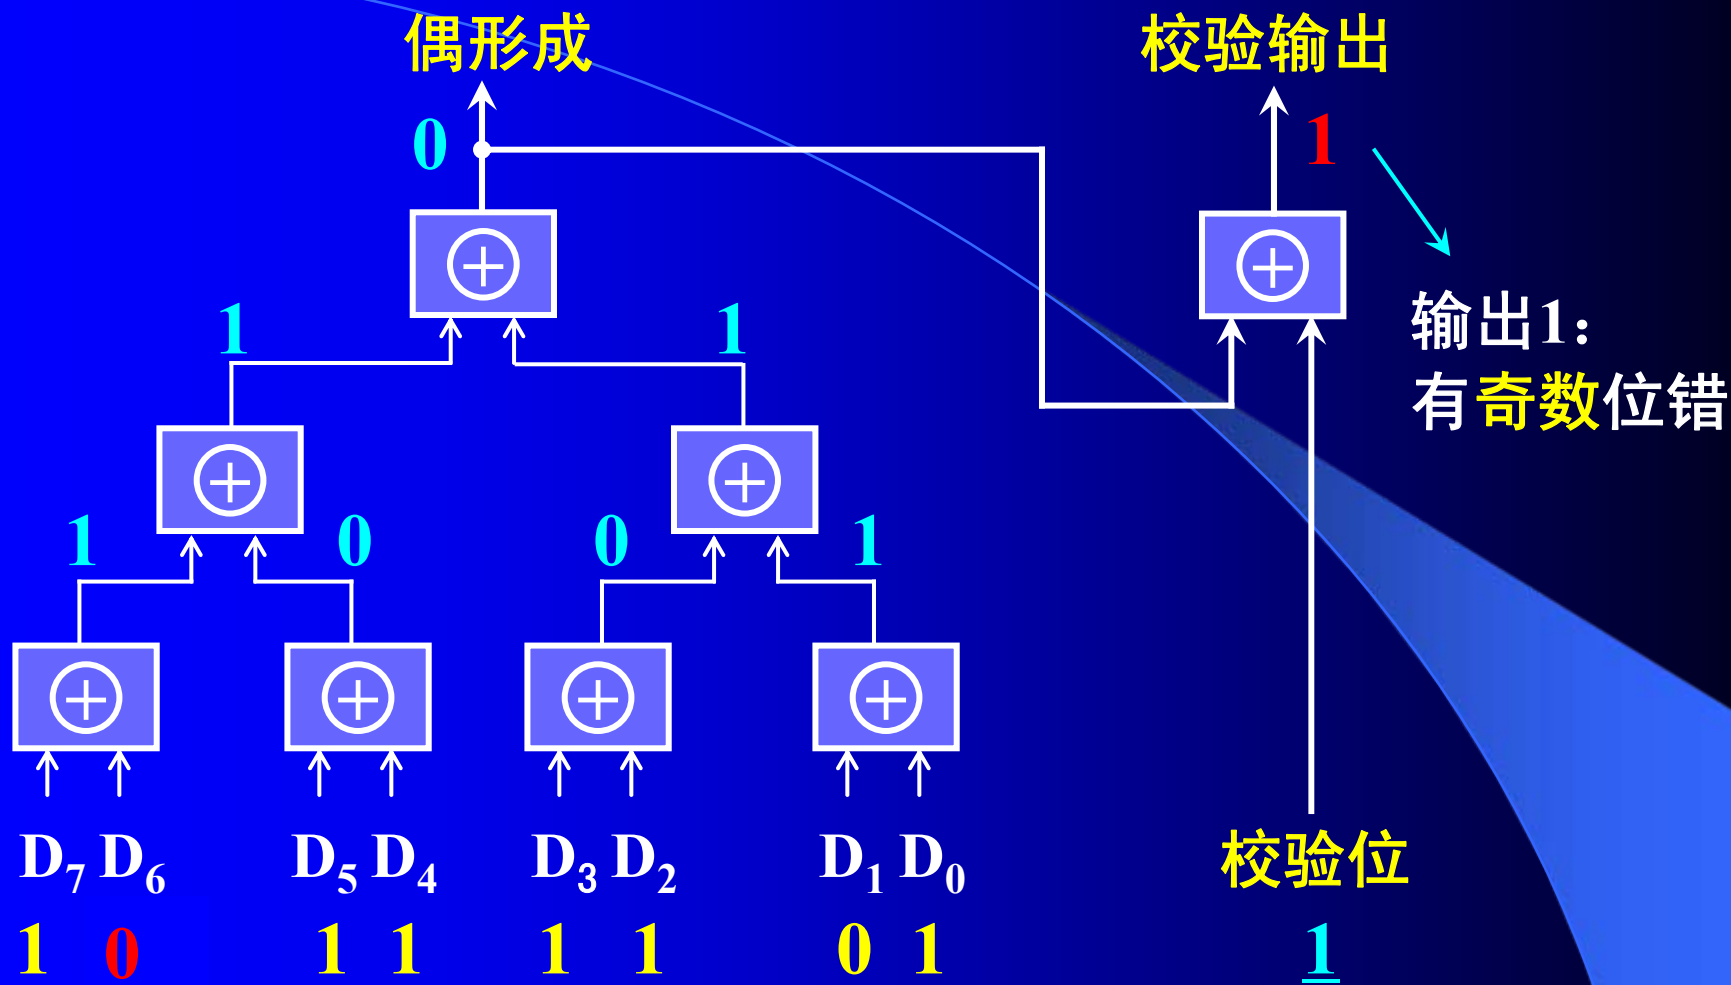 偶形成 校验输出
0 1
1 1
输出1：
有奇数位错
1 0 0 1
D7 D6 D5 D4 D3 D2 D1 D0 校验位
1 0 1 1 1 1 0 1 1